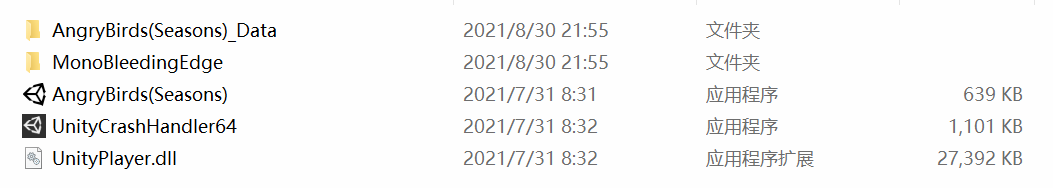 AngryBirds(Seasons)_Data 2021/8/30 21:55 文件夹
MonoBleedingEdge 2021/8/30 21:55 文件夹
AngryBirds(Seasons) 2021/7/31 8:31 应用程序 639 KB
UnityCrashHandler64 2021/7/31 8:32 应用程序 1,101 KB
UnityPlayer.dll 2021/7/31 8:32 应用程序扩展 27,392 KB